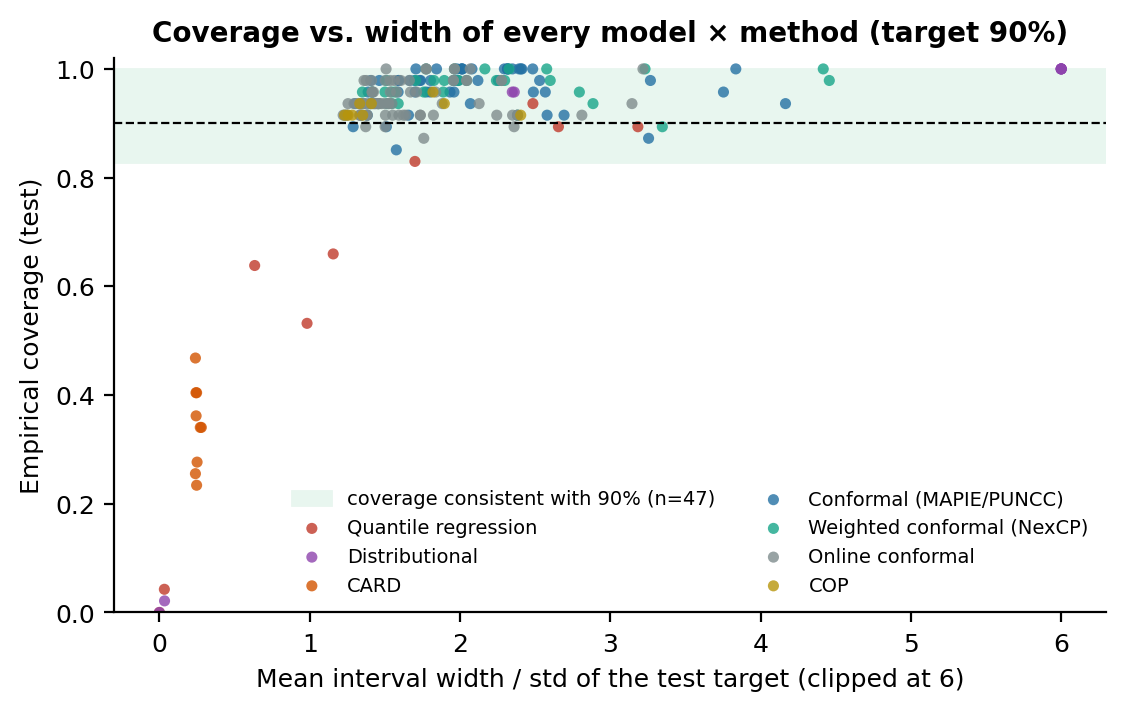 Coverage vs. width of every model × method (target 90%)
Empirical coverage (test)
1.0
0.8
0.6
0.4
0.2
0.0
coverage consistent with 90% (n=47)
Quantile regression
Distributional
CARD
Conformal (MAPIE/PUNCC)
Weighted conformal (NexCP)
Online conformal
COP
0 1 2 3 4 5 6
Mean interval width / std of the test target (clipped at 6)